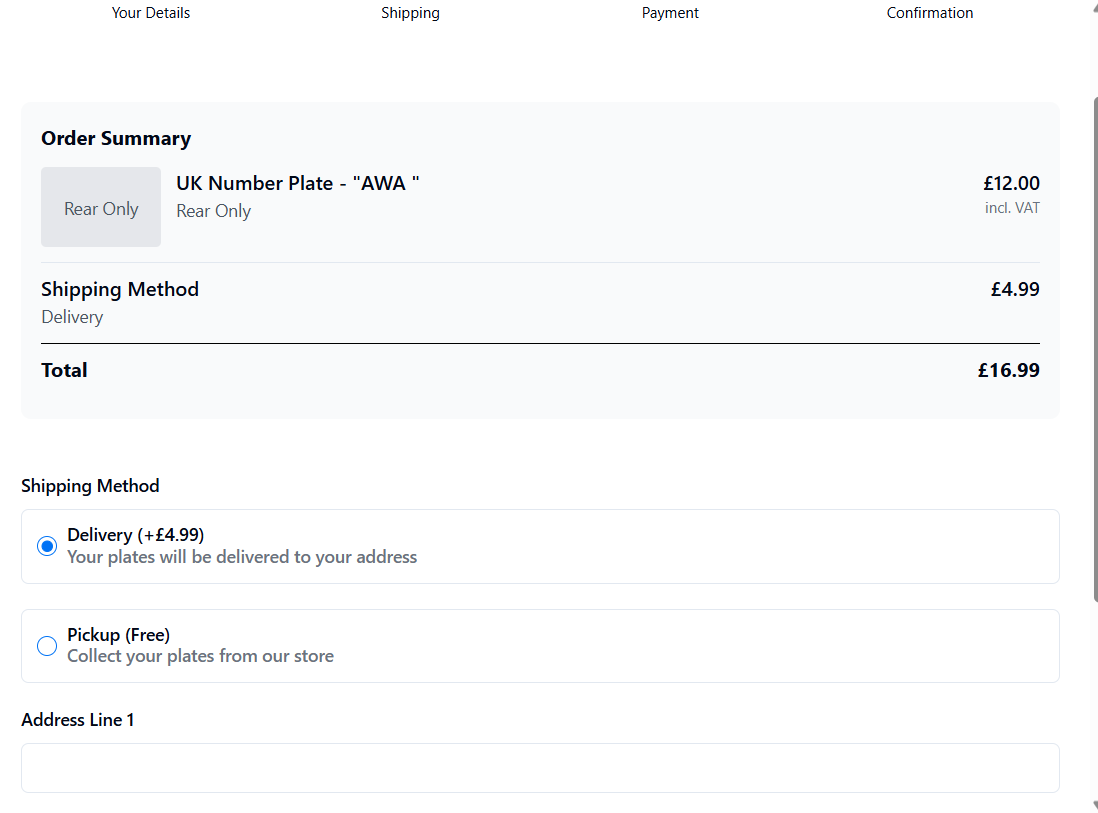 Your Details Shipping Payment Confirmation
Order Summary
Rear Only
UK Number Plate - "AWA " £12.00
Rear Only incl. VAT
Shipping Method £4.99
Delivery
Total £16.99
Shipping Method
Delivery (+£4.99)
Your plates will be delivered to your address
Pickup (Free)
Collect your plates from our store
Address Line 1